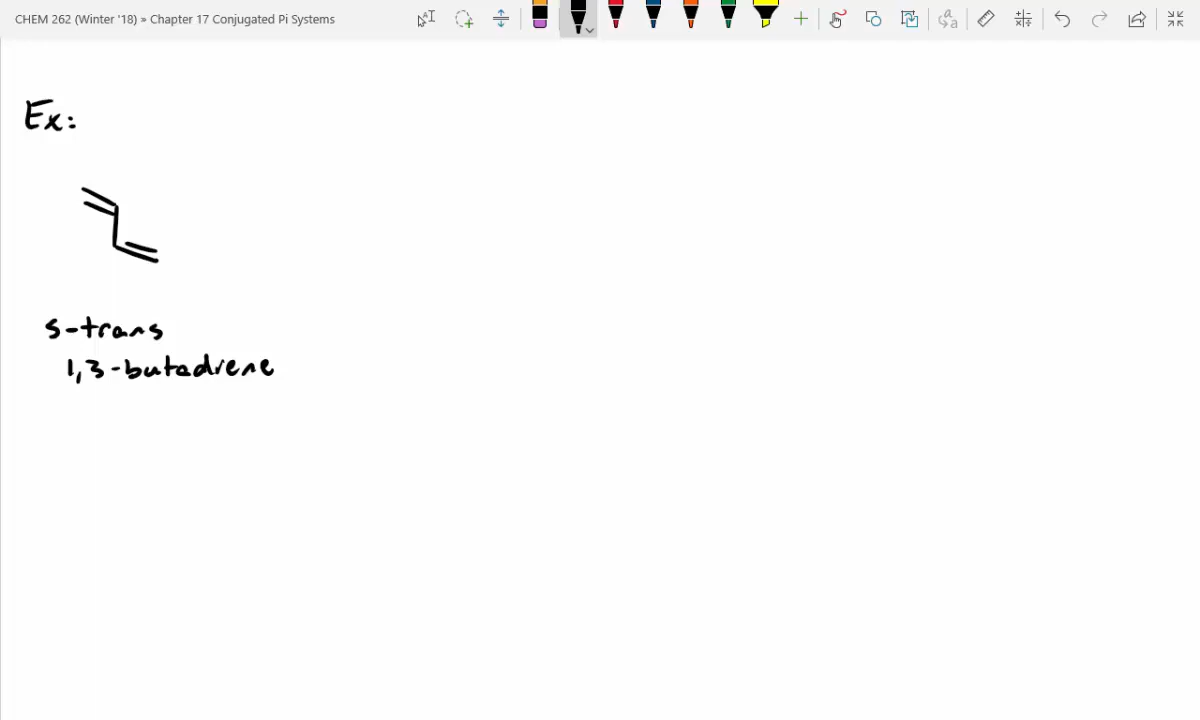 CHEM 262 (Winter '18) » Chapter 17 Conjugated Pi Systems
Ex:
s-trans
1,3-butadiene